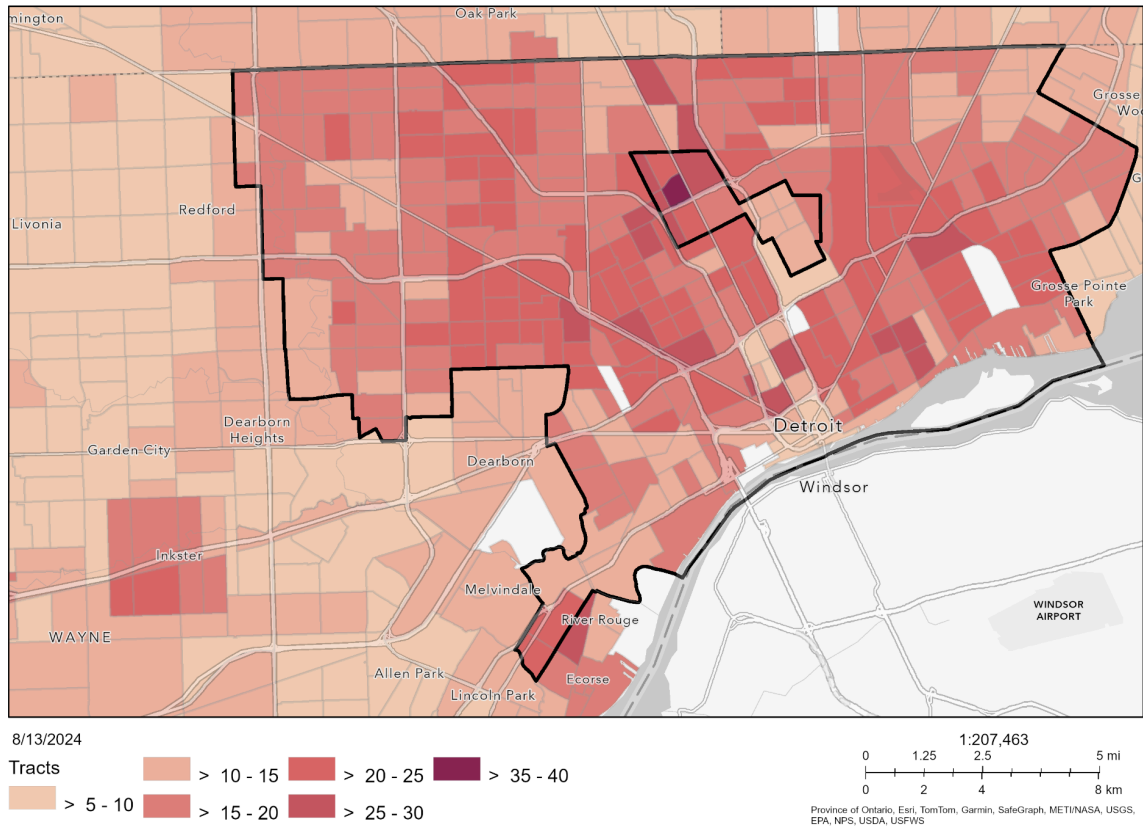 mington
Oak Park
Grosse
Woo
G
Redford
Livonia
Grosse Pointe
Park
Dearborn
Heights
Garden City
Dearborn
Detroit
Windsor
Inkster
Melvindale
River Rouge
WINDSOR
AIRPORT
WAYNE
Allen Park
Ecorse
Lincoln Park
8/13/2024
Tracts
> 5 - 10
> 10 - 15
> 15 - 20
> 20 - 25
> 25 - 30
> 35 - 40
1:207,463
0 1.25 2.5 5 mi
0 2 4 8 km
Province of Ontario, Esri, TomTom, Garmin, SafeGraph, METI/NASA, USGS,
EPA, NPS, USDA, USFWS